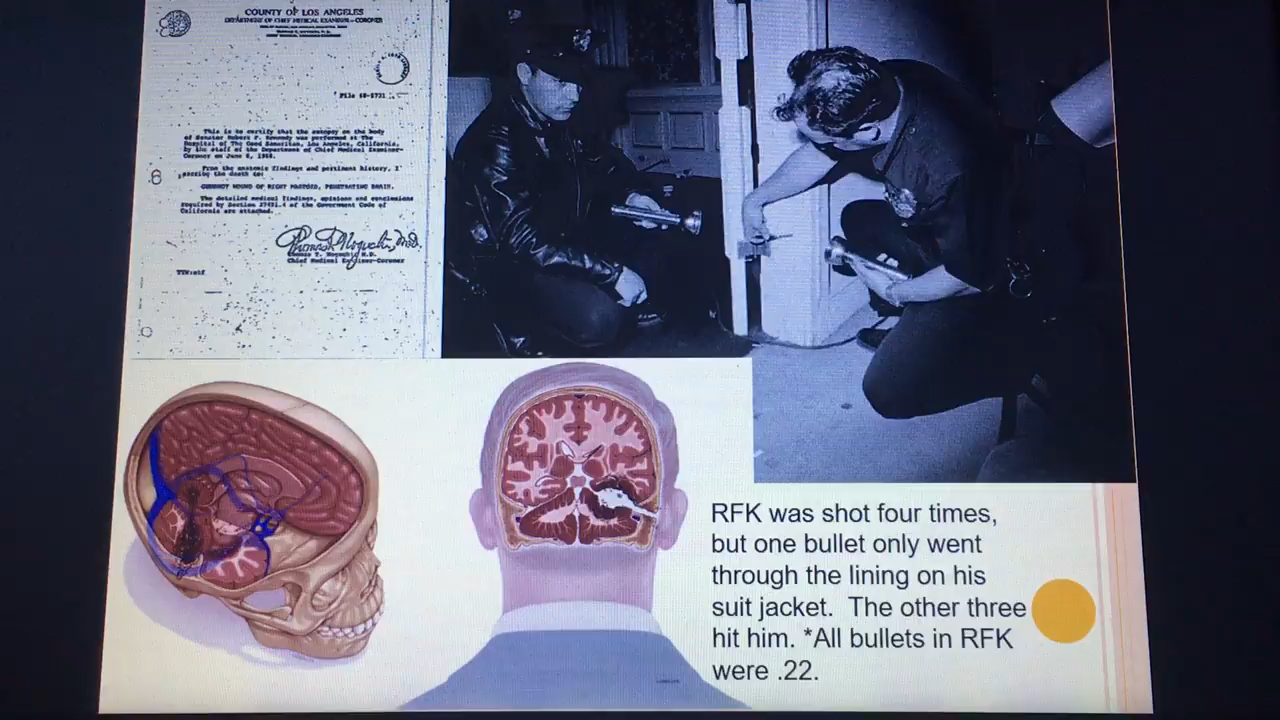 COUNTY OF LOS ANGELES
DEPARTMENT OF CHIEF MEDICAL EXAMINER - CORONER
File 68-5731
This is to certify that the autopsy on the body
of Senator Robert F. Kennedy was performed at The
Hospital of The Good Samaritan, Los Angeles, California,
by the staff of the Department of Chief Medical Examiner-
Coroner on June 6, 1968.
From the anatomic findings and pertinent history, I
ascribe the death to:
GUNSHOT WOUND OF RIGHT MASTOID, PENETRATING BRAIN.
The detailed medical findings, opinions and conclusions
required by Section 27491.4 of the Government Code of
California are attached.
Thomas T. Noguchi, M.D.
Chief Medical Examiner-Coroner
RFK was shot four times,
but one bullet only went
through the lining on his
suit jacket. The other three
hit him. *All bullets in RFK
were .22.